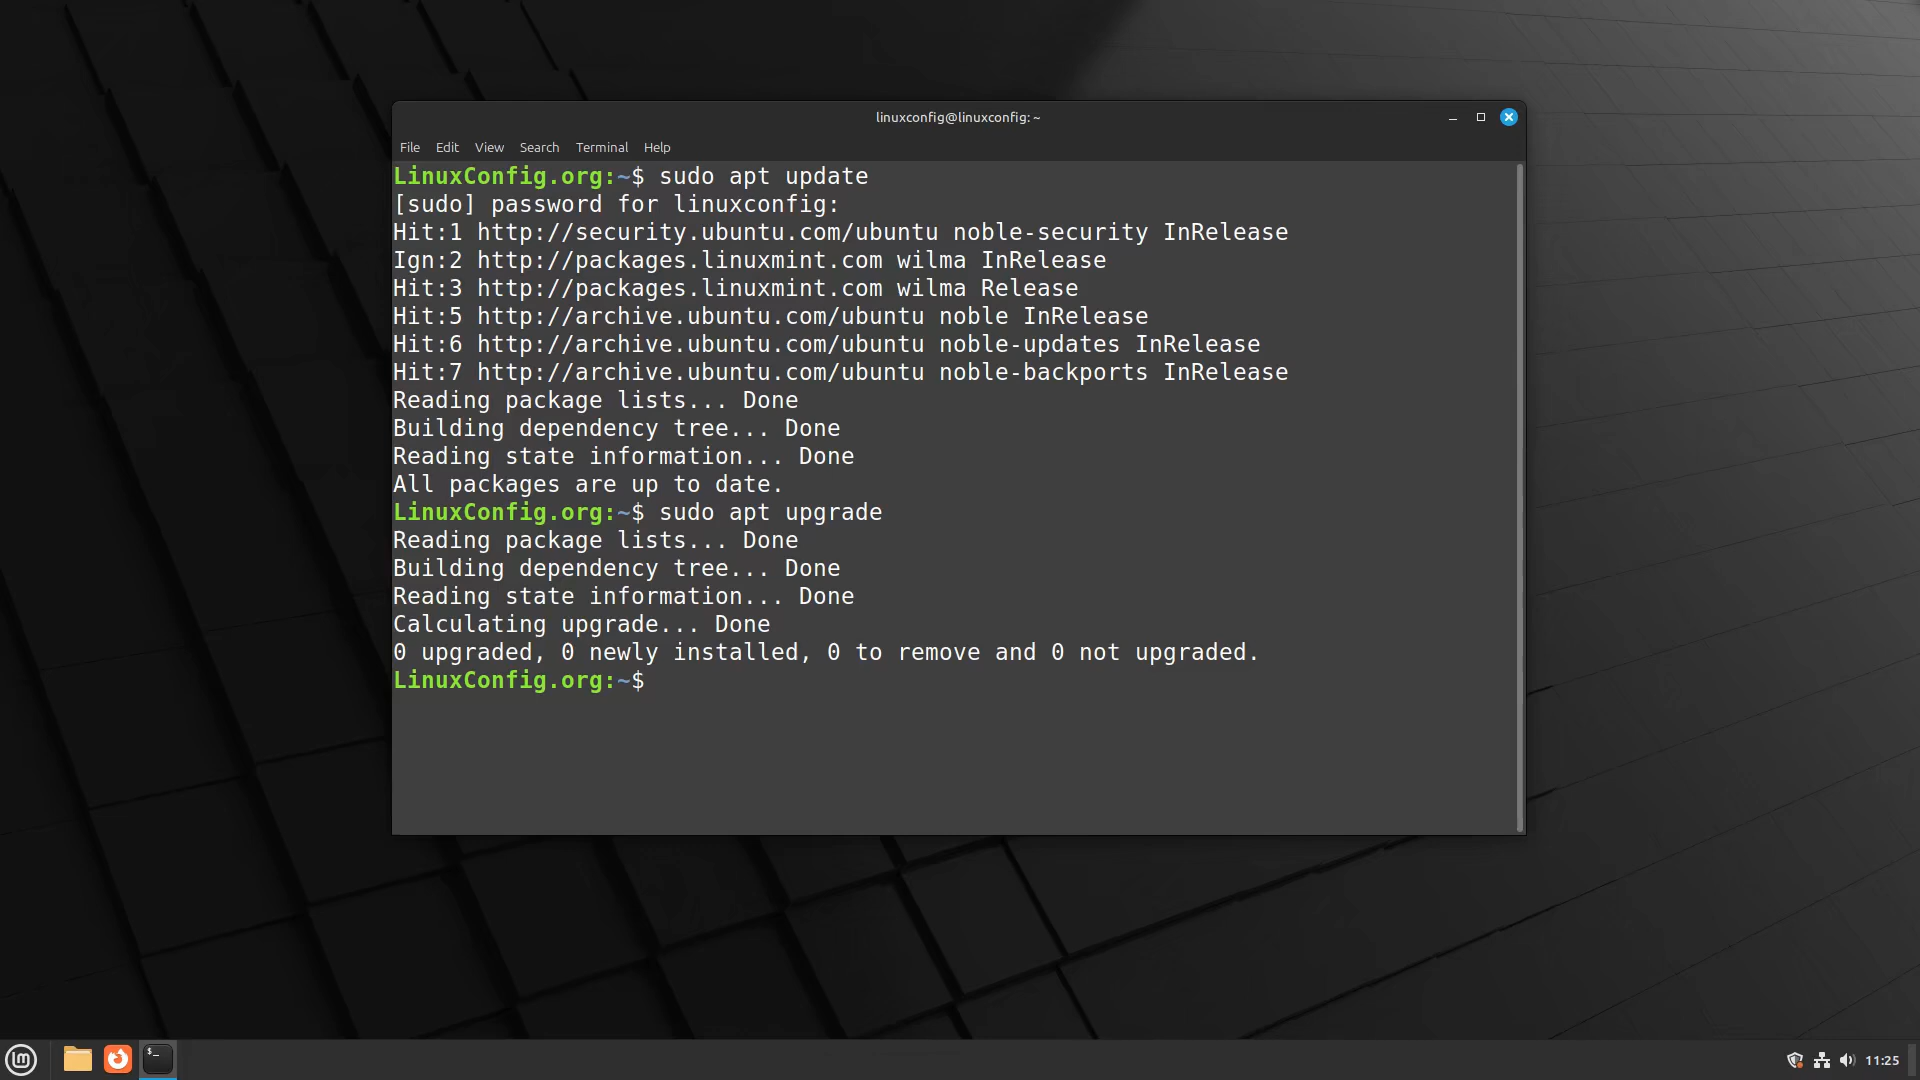 linuxconfig@linuxconfig: ~
File Edit View Search Terminal Help
LinuxConfig.org:~$ sudo apt update
[sudo] password for linuxconfig:
Hit:1 http://security.ubuntu.com/ubuntu noble-security InRelease
Ign:2 http://packages.linuxmint.com wilma InRelease
Hit:3 http://packages.linuxmint.com wilma Release
Hit:5 http://archive.ubuntu.com/ubuntu noble InRelease
Hit:6 http://archive.ubuntu.com/ubuntu noble-updates InRelease
Hit:7 http://archive.ubuntu.com/ubuntu noble-backports InRelease
Reading package lists... Done
Building dependency tree... Done
Reading state information... Done
All packages are up to date.
LinuxConfig.org:~$ sudo apt upgrade
Reading package lists... Done
Building dependency tree... Done
Reading state information... Done
Calculating upgrade... Done
0 upgraded, 0 newly installed, 0 to remove and 0 not upgraded.
LinuxConfig.org:~$
lm $_ 11:25